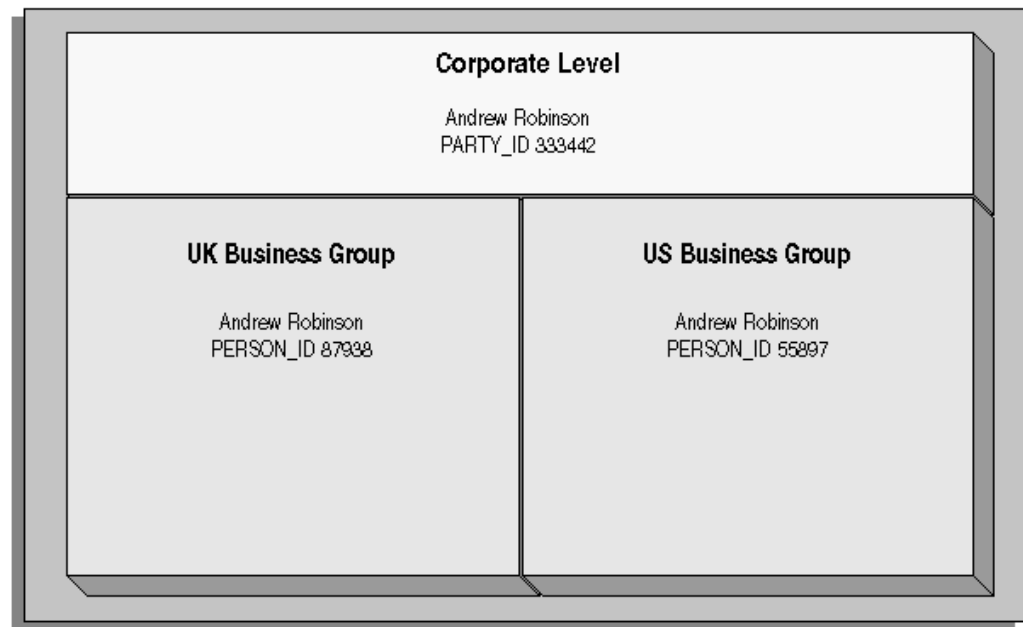 Corporate Level
Andrew Robinson
PARTY_ID 333442
UK Business Group
Andrew Robinson
PERSON_ID 87938
US Business Group
Andrew Robinson
PERSON_ID 55897